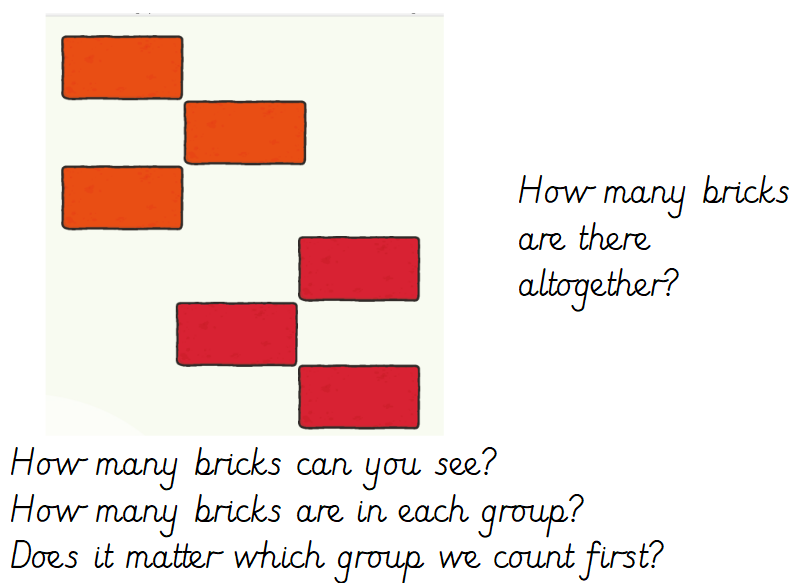 How many bricks
are there
altogether?
How many bricks can you see?
How many bricks are in each group?
Does it matter which group we count first?